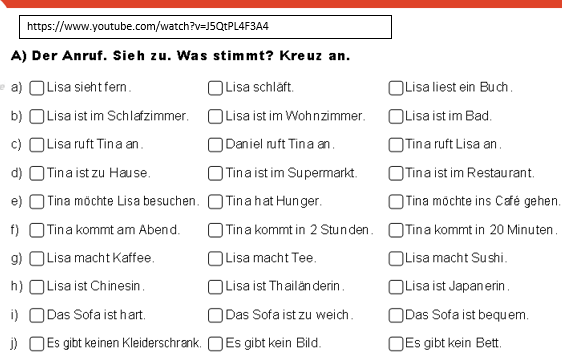 https://www.youtube.com/watch?v=J5QtPL4F3A4
A) Der Anruf. Sieh zu. Was stimmt? Kreuz an.
a) Lisa sieht fern. Lisa schläft. Lisa liest ein Buch.
b) Lisa ist im Schlafzimmer. Lisa ist im Wohnzimmer. Lisa ist im Bad.
c) Lisa ruft Tina an. Daniel ruft Tina an. Tina ruft Lisa an.
d) Tina ist zu Hause. Tina ist im Supermarkt. Tina ist im Restaurant.
e) Tina möchte Lisa besuchen. Tina hat Hunger. Tina möchte ins Café gehen.
f) Tina kommt am Abend. Tina kommt in 2 Stunden. Tina kommt in 20 Minuten.
g) Lisa macht Kaffee. Lisa macht Tee. Lisa macht Sushi.
h) Lisa ist Chinesin. Lisa ist Thailänderin. Lisa ist Japanerin.
i) Das Sofa ist hart. Das Sofa ist zu weich. Das Sofa ist bequem.
j) Es gibt keinen Kleiderschrank. Es gibt kein Bild. Es gibt kein Bett.